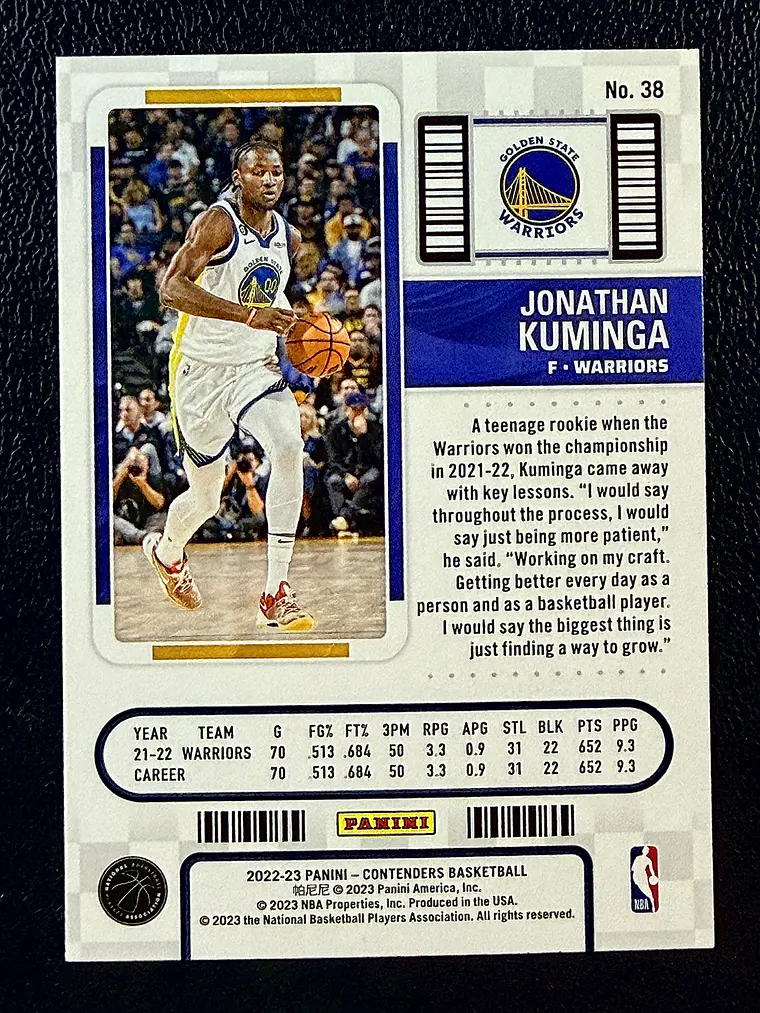 No. 38
GOLDEN STATE
WARRIORS
GOLDEN STATE
00
JONATHAN
KUMINGA
F • WARRIORS
A teenage rookie when the
Warriors won the championship
in 2021-22, Kuminga came away
with key lessons. “I would say
throughout the process, I would
say just being more patient,”
he said. “Working on my craft.
Getting better every day as a
person and as a basketball player.
I would say the biggest thing is
just finding a way to grow.”
YEAR TEAM G FG% FT% 3PM RPG APG STL BLK PTS PPG
21-22 WARRIORS 70 .513 .684 50 3.3 0.9 31 22 652 9.3
CAREER 70 .513 .684 50 3.3 0.9 31 22 652 9.3
PANINI
2022-23 PANINI – CONTENDERS BASKETBALL
帕尼尼 © 2023 Panini America, Inc.
© 2023 NBA Properties, Inc. Produced in the USA.
© 2023 the National Basketball Players Association. All rights reserved.
NATIONAL BASKETBALL
PLAYERS ASSOCIATION
NBA